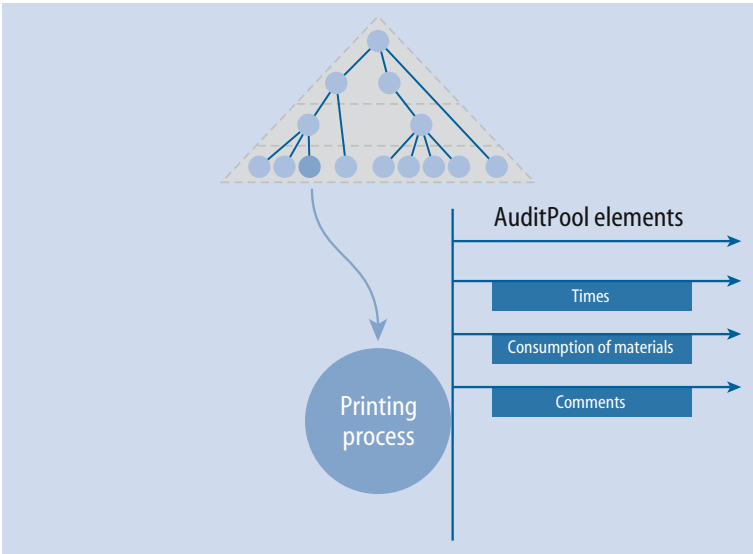 AuditPool elements
Times
Consumption of materials
Comments
Printing
process